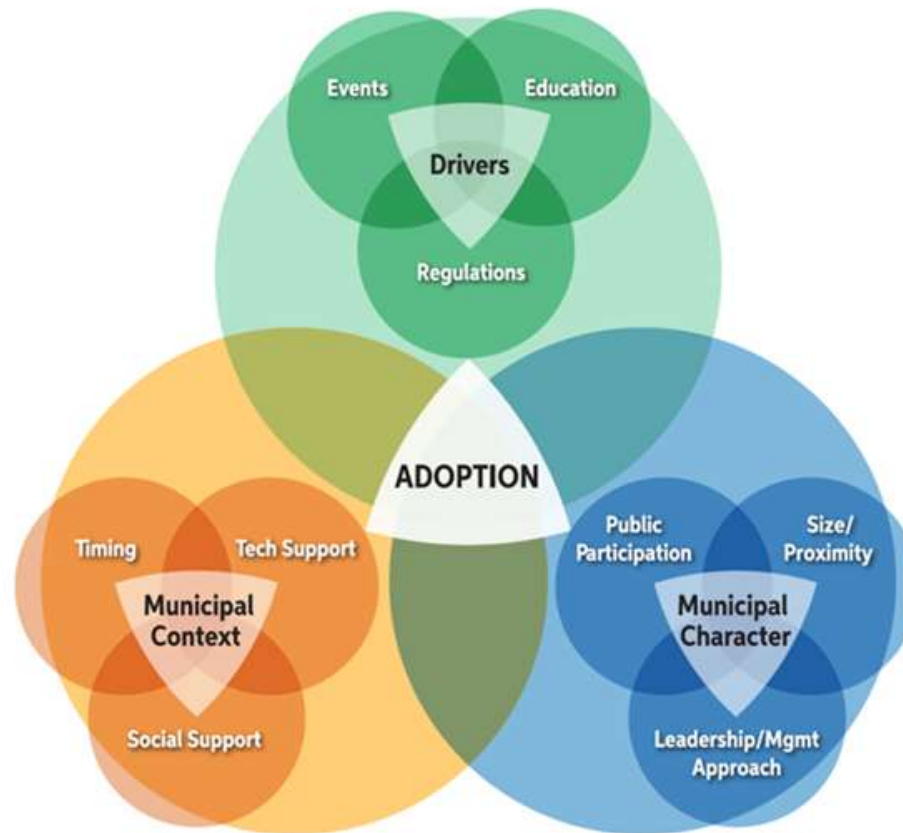 Events
Education
Drivers
Regulations
ADOPTION
Timing
Tech Support
Municipal
Context
Social Support
Public
Participation
Size/
Proximity
Municipal
Character
Leadership/Mgmt
Approach